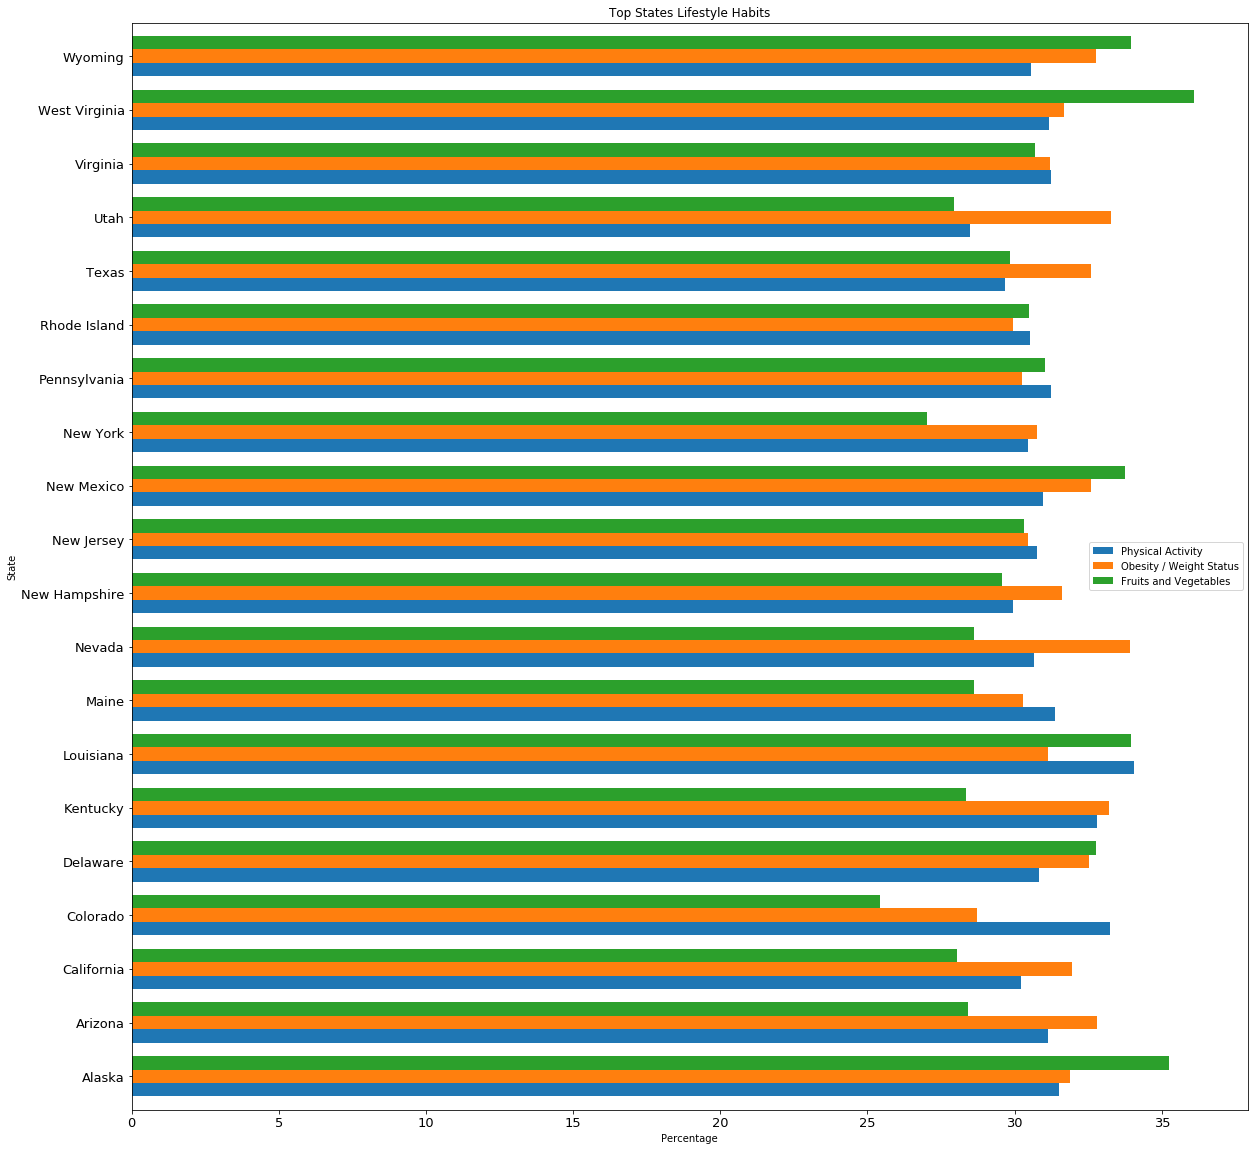 Top States Lifestyle Habits
Wyoming
West Virginia
Virginia
Utah
Texas
Rhode Island
Pennsylvania
New York
New Mexico
New Jersey
New Hampshire
Nevada
Maine
Louisiana
Kentucky
Delaware
Colorado
California
Arizona
Alaska
State
Physical Activity
Obesity / Weight Status
Fruits and Vegetables
0 5 10 15 20 25 30 35
Percentage